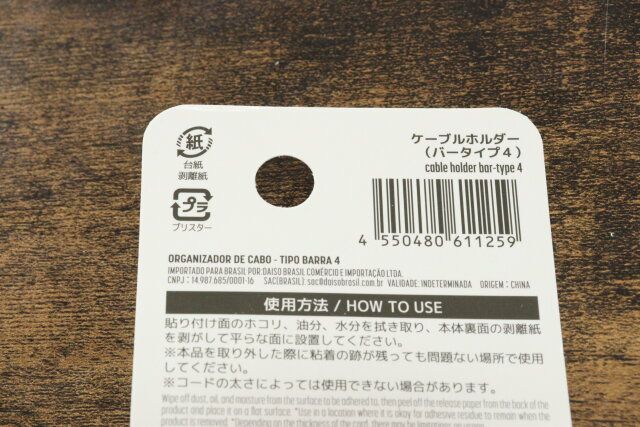 紙
台紙
剥離紙
プラ
ブリスター
ケーブルホルダー
(バータイプ4)
cable holder bar-type 4
4 550480 611259
ORGANIZADOR DE CABO - TIPO BARRA 4
IMPORTADO PARA BRASIL POR:DAISO BRASIL COMÉRCIO E IMPORTAÇÃO LTDA.
CNPJ : 14.987.685/0001-16 SAC(BRASIL): sac@daisobrasil.com.br VALIDADE: INDETERMINADA ORIGEM : CHINA
使用方法 / HOW TO USE
貼り付け面のホコリ、油分、水分を拭き取り、本体裏面の剥離紙
を剥がして平らな面に設置してください。
※本品を取り外した際に粘着の跡が残っても問題ない場所で使用
してください。
※コードの太さによっては使用できない場合があります。
Wipe off dust, oil, and moisture from the surface to be adhered to, then peel off the release paper from the back of the
product and place it on a flat surface. *Use in a location where it is okay for adhesive residue to remain when the
product is removed. *Depending on the thickness of the cord, there are some